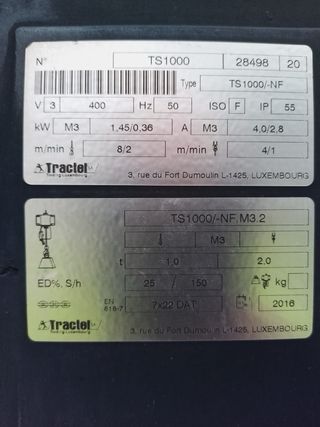 N° TS1000 28498 20
Type TS1000/-NF
V 3 400 Hz 50 ISO F IP 55
kW M3 1,45/0,36 A M3 4,0/2,8
m/min 8/2 m/min 4/1
Tractel
3, rue du Fort Dumoulin L-1425, LUXEMBOURG
TS1000/-NF.M3.2
M3
t 1,0 2,0
ED%. S/h 25 / 150 kg
EN 818-7 7x22 DAT 2016
Tractel
3, rue du Fort Dumoulin L-1425, LUXEMBOURG